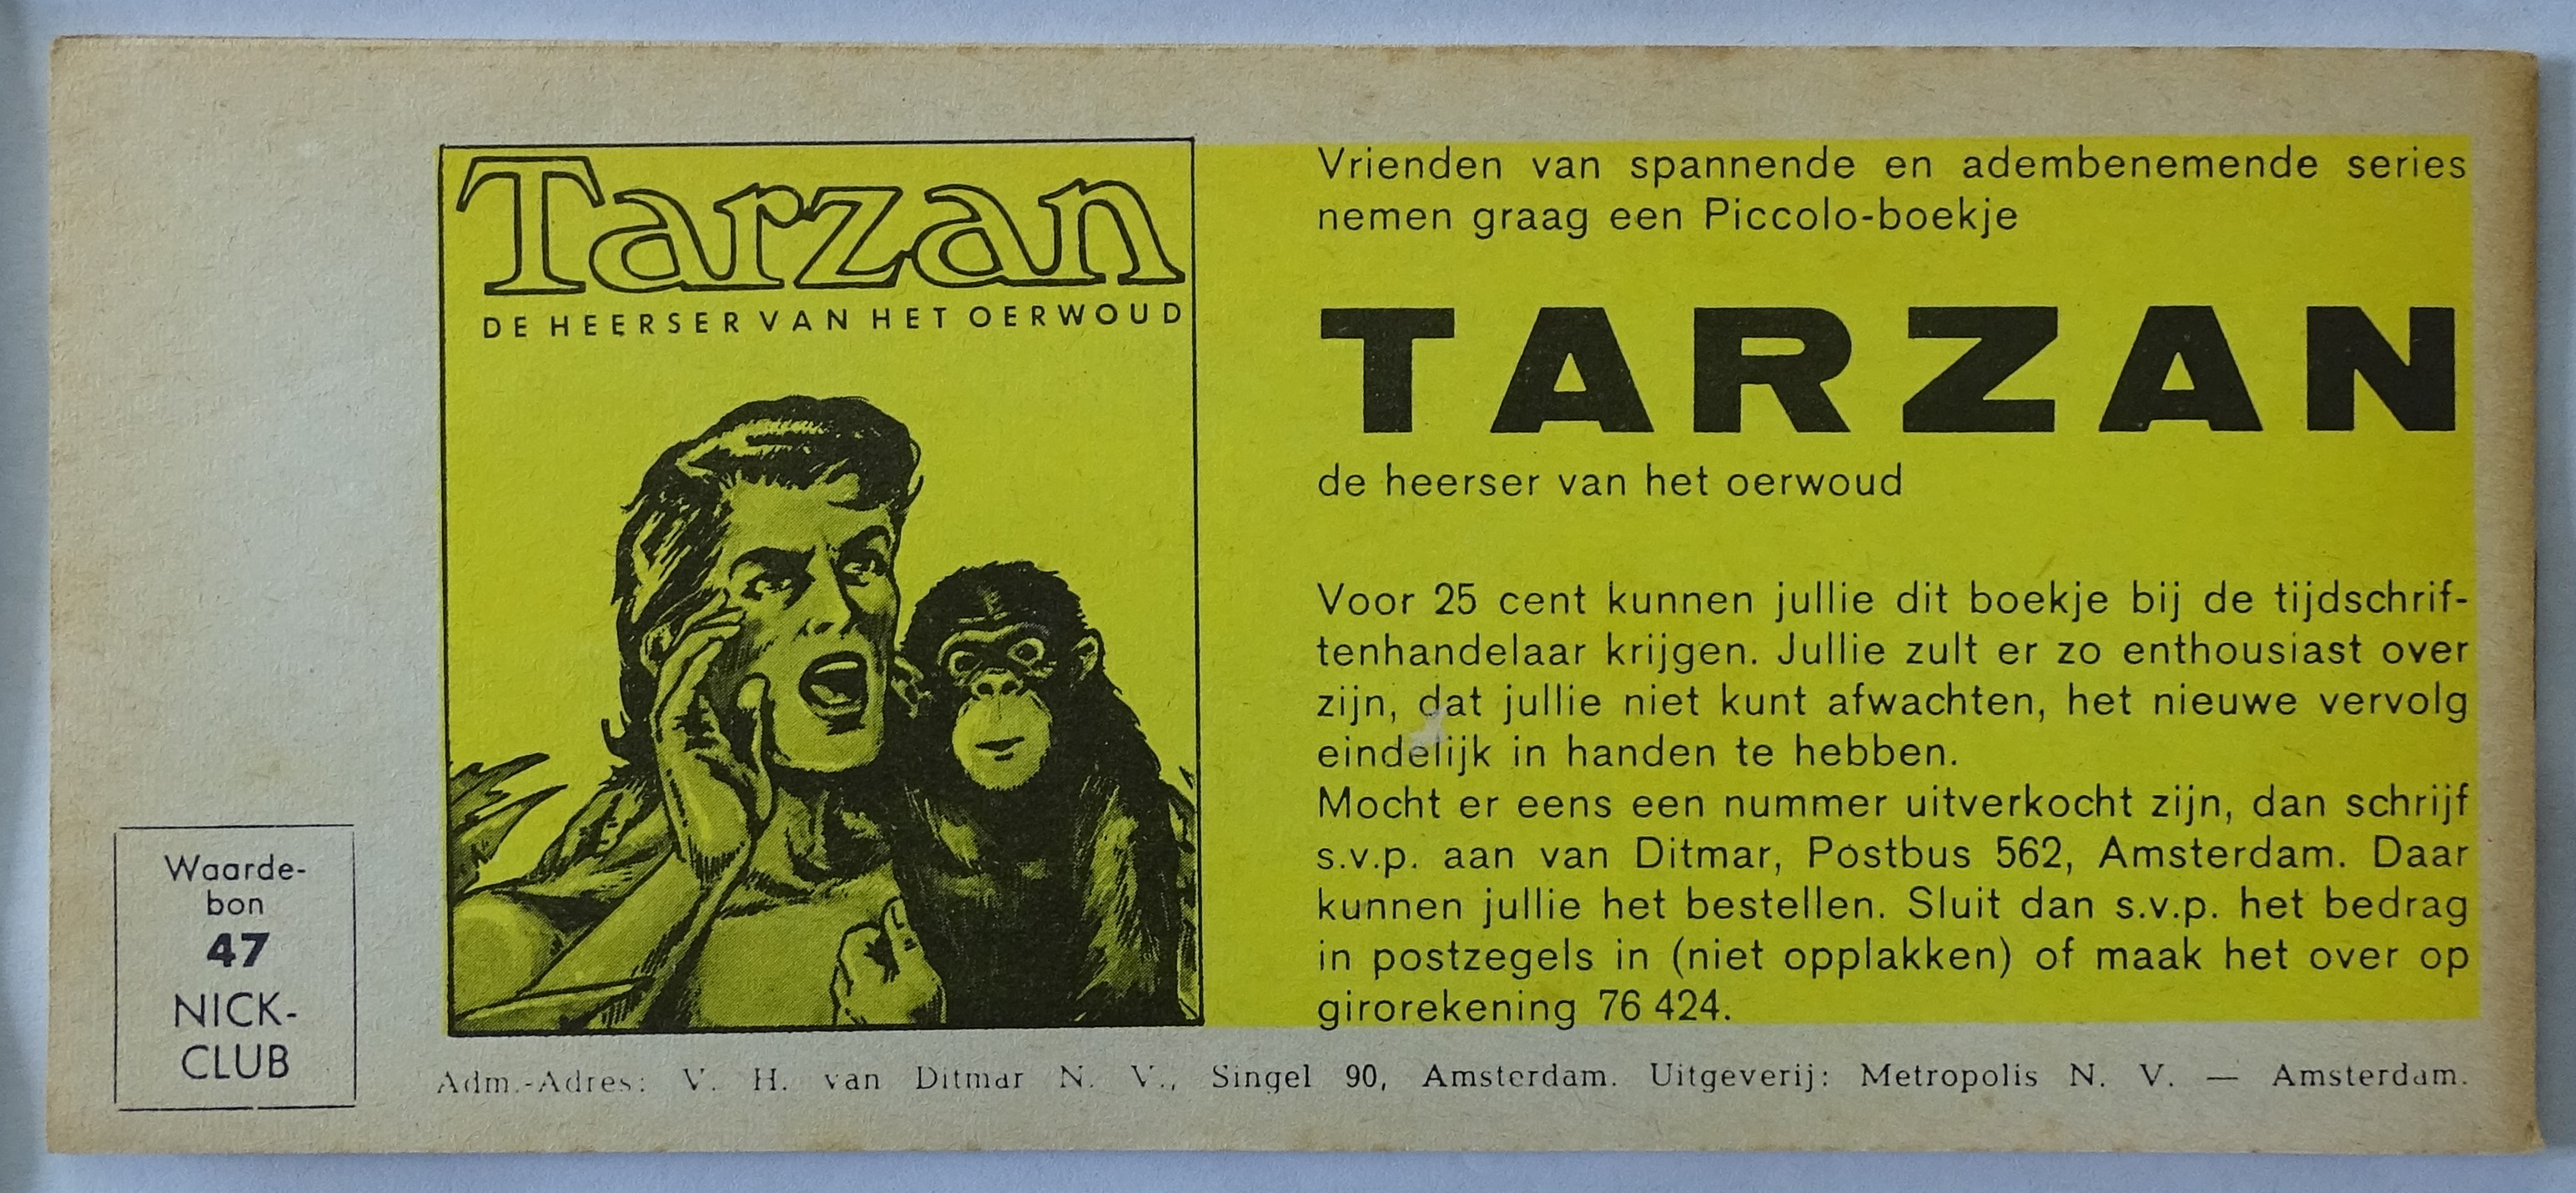 Tarzan
DE HEERSER VAN HET OERWOUD
Vrienden van spannende en adembenemende series
nemen graag een Piccolo-boekje
TARZAN
de heerser van het oerwoud
Voor 25 cent kunnen jullie dit boekje bij de tijdschrif-
tenhandelaar krijgen. Jullie zult er zo enthousiast over
zijn, dat jullie niet kunt afwachten, het nieuwe vervolg
eindelijk in handen te hebben.
Mocht er eens een nummer uitverkocht zijn, dan schrijf
s.v.p. aan van Ditmar, Postbus 562, Amsterdam. Daar
kunnen jullie het bestellen. Sluit dan s.v.p. het bedrag
in postzegels in (niet opplakken) of maak het over op
girorekening 76 424.
Waarde-
bon
47
NICK-
CLUB
Adm.-Adres: V. H. van Ditmar N. V., Singel 90, Amsterdam. Uitgeverij: Metropolis N. V. — Amsterdam.